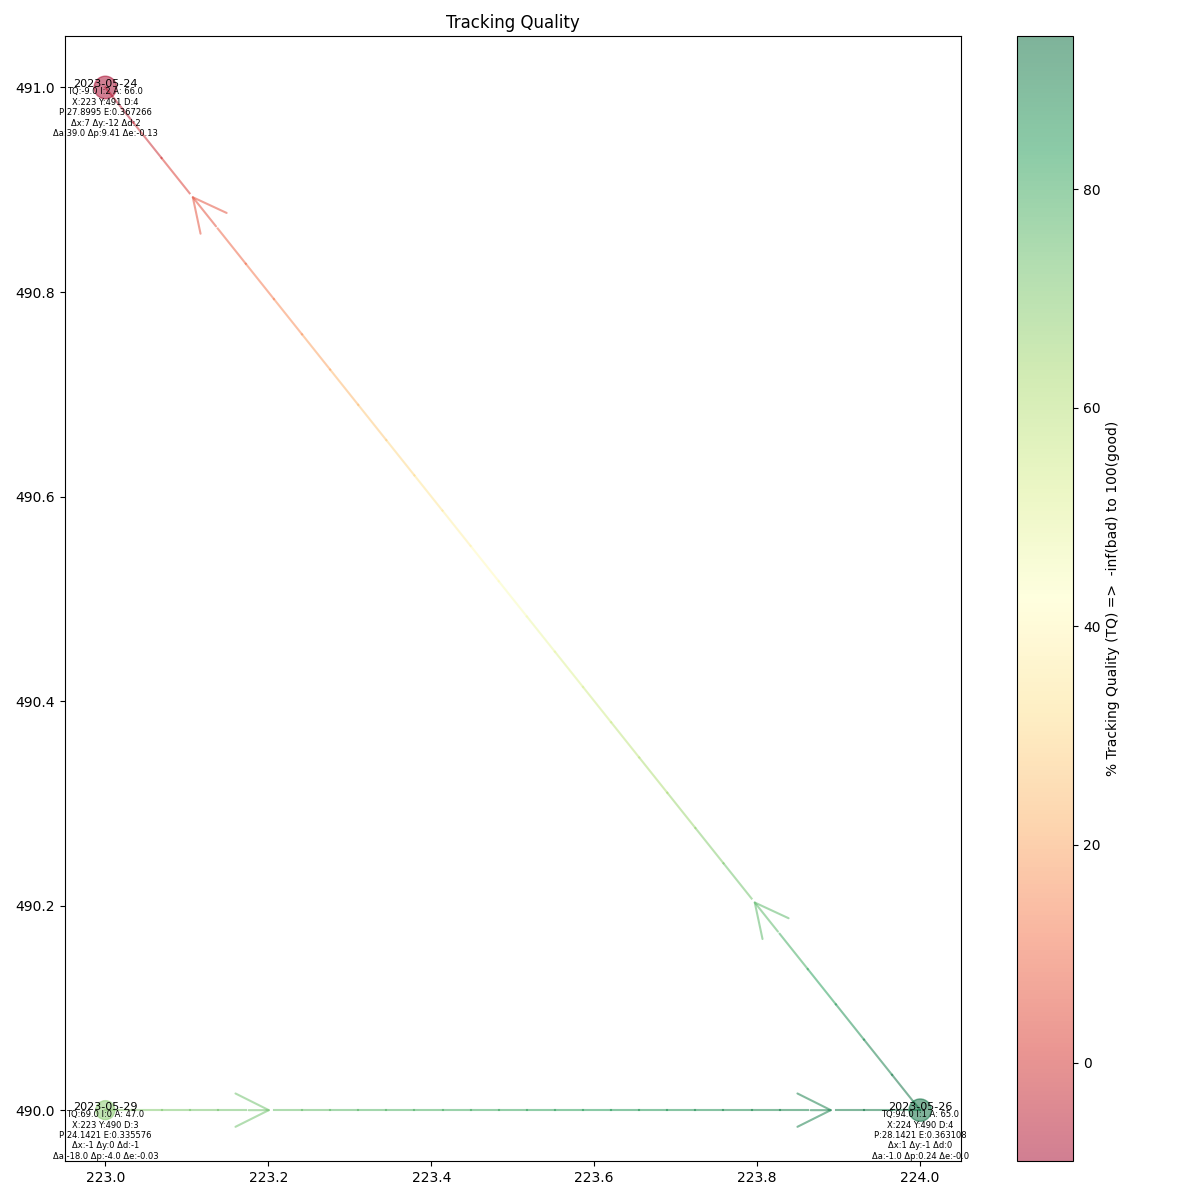 Tracking Quality
491.0
490.8
490.6
490.4
490.2
490.0
2023-05-24
TQ:-9.0 I:2 A: 66.0
X:223 Y:491 D:4
P:27.8995 E:0.367266
Δx:7 Δy:-12 Δd:2
Δa:39.0 Δp:9.41 Δe:-0.13
2023-05-29
TQ:69.0 I:0 A: 47.0
X:223 Y:490 D:3
P:24.1421 E:0.335576
Δx:-1 Δy:0 Δd:-1
Δa:-18.0 Δp:-4.0 Δe:-0.03
2023-05-26
TQ:94.0 I:1 A: 65.0
X:224 Y:490 D:4
P:28.1421 E:0.363108
Δx:1 Δy:-1 Δd:0
Δa:-1.0 Δp:0.24 Δe:-0.0
223.0
223.2
223.4
223.6
223.8
224.0
80
60
40
20
0
% Tracking Quality (TQ) => -inf(bad) to 100(good)